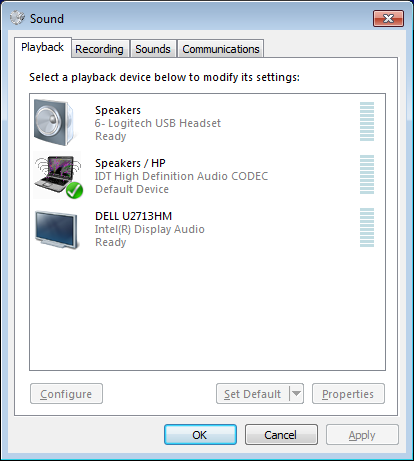 Sound
Playback Recording Sounds Communications
Select a playback device below to modify its settings:
Speakers
6- Logitech USB Headset
Ready
Speakers / HP
IDT High Definition Audio CODEC
Default Device
DELL U2713HM
Intel(R) Display Audio
Ready
Configure Set Default Properties
OK Cancel Apply